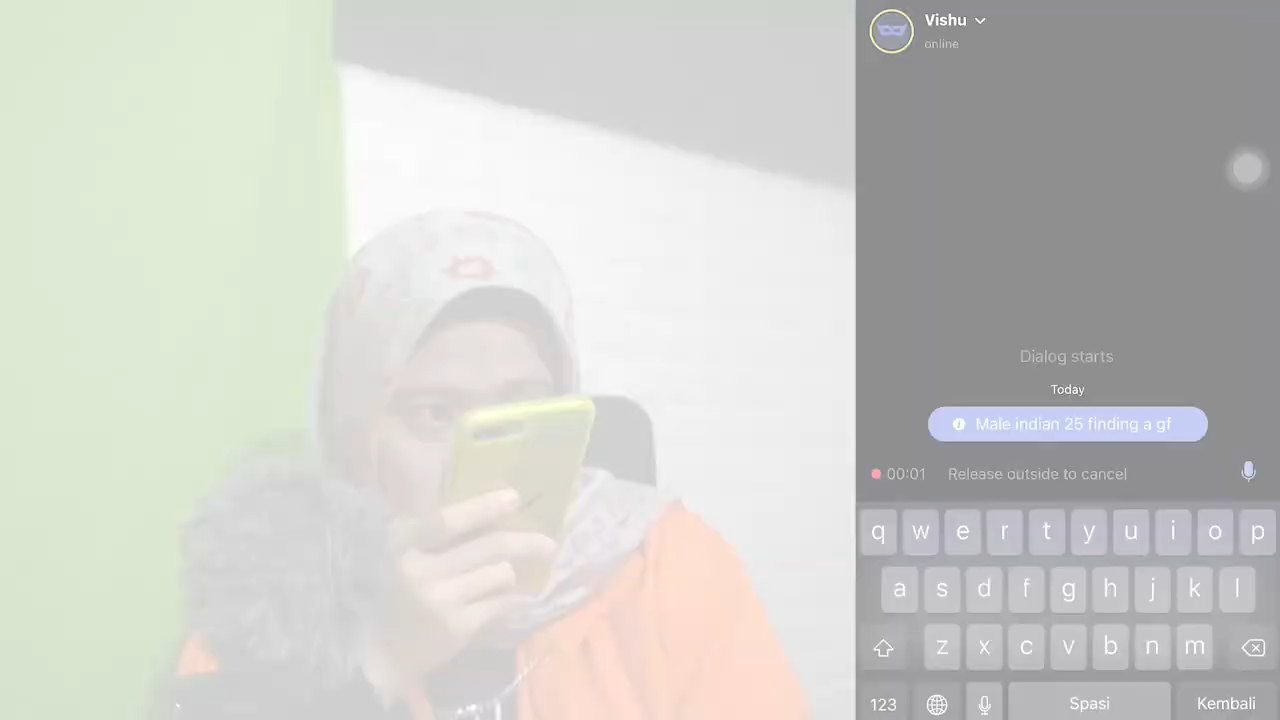 Vishu
online
Dialog starts
Today
Male indian 25 finding a gf
00:01 Release outside to cancel
q w e r t y u i o p
a s d f g h j k l
z x c v b n m
123 Spasi Kembali